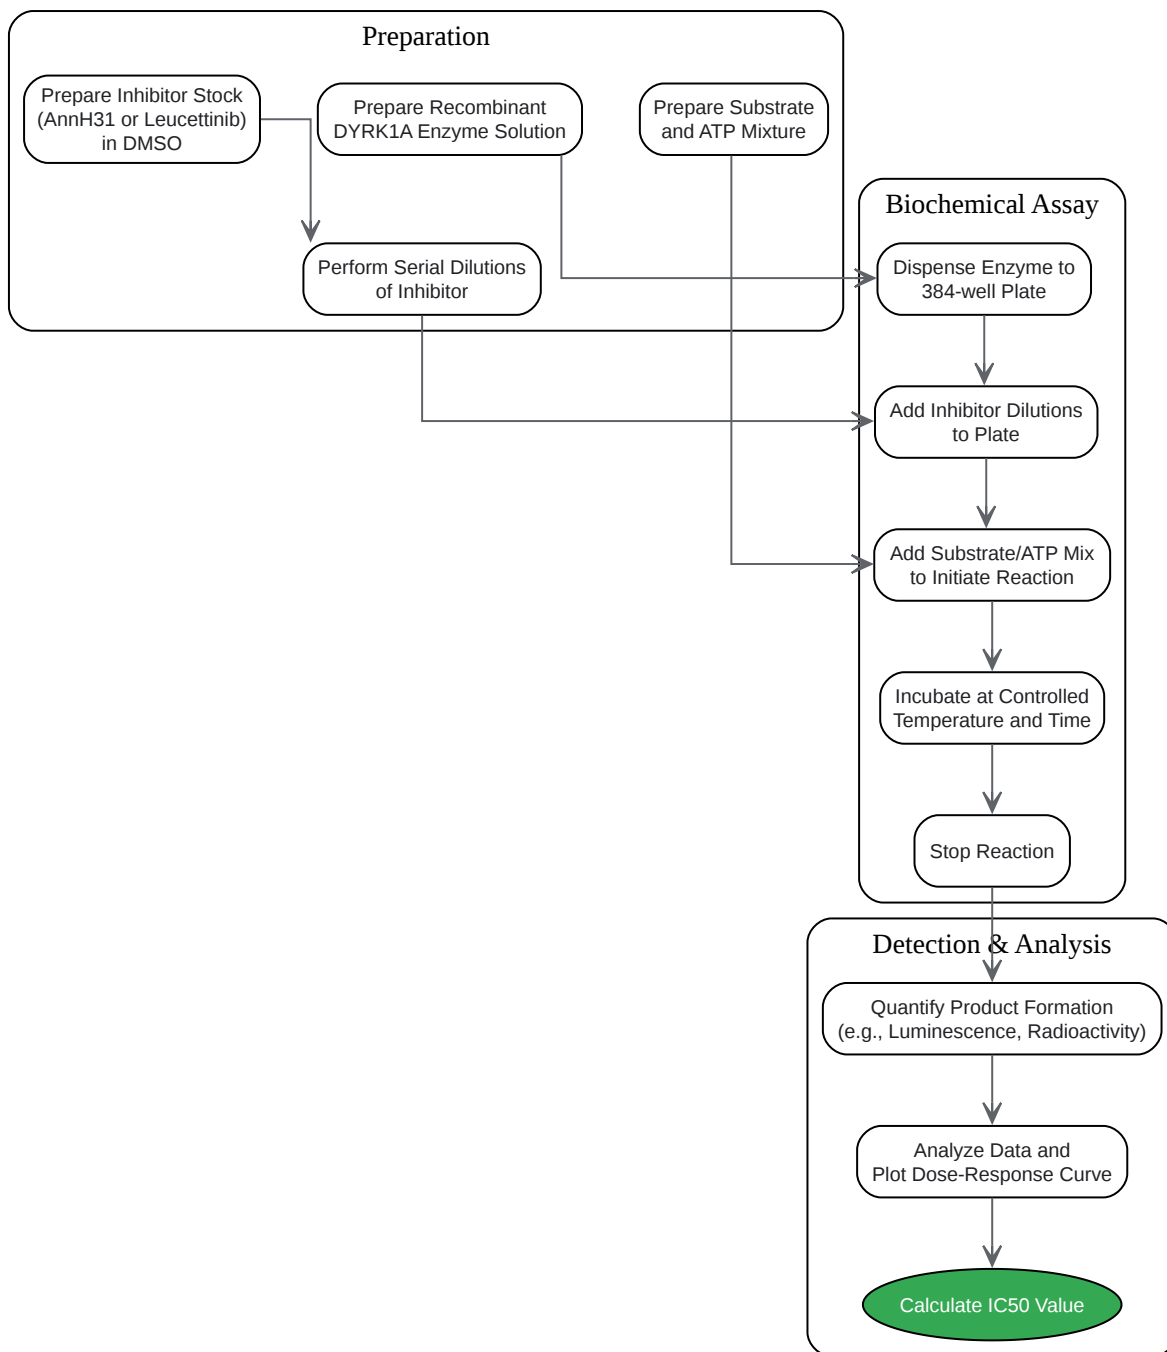 Preparation
Prepare Inhibitor Stock
(AnnH31 or Leucettinib)
in DMSO
Prepare Recombinant
DYRK1A Enzyme Solution
Prepare Substrate
and ATP Mixture
Perform Serial Dilutions
of Inhibitor
Biochemical Assay
Dispense Enzyme to
384-well Plate
Add Inhibitor Dilutions
to Plate
Add Substrate/ATP Mix
to Initiate Reaction
Incubate at Controlled
Temperature and Time
Stop Reaction
Detection & Analysis
Quantify Product Formation
(e.g., Luminescence, Radioactivity)
Analyze Data and
Plot Dose-Response Curve
Calculate IC50 Value